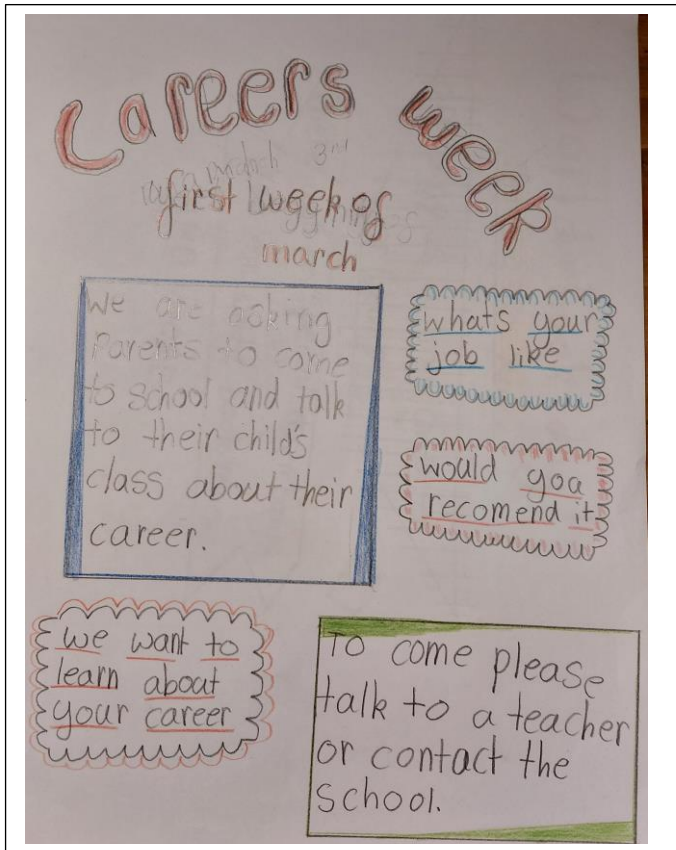 Careers week
first week of
march
We are asking
Parents to come
to school and talk
to their child's
class about their
career.
whats your
job like
would you
recomend it
we want to
learn about
your career
To come please
talk to a teacher
or contact the
school.